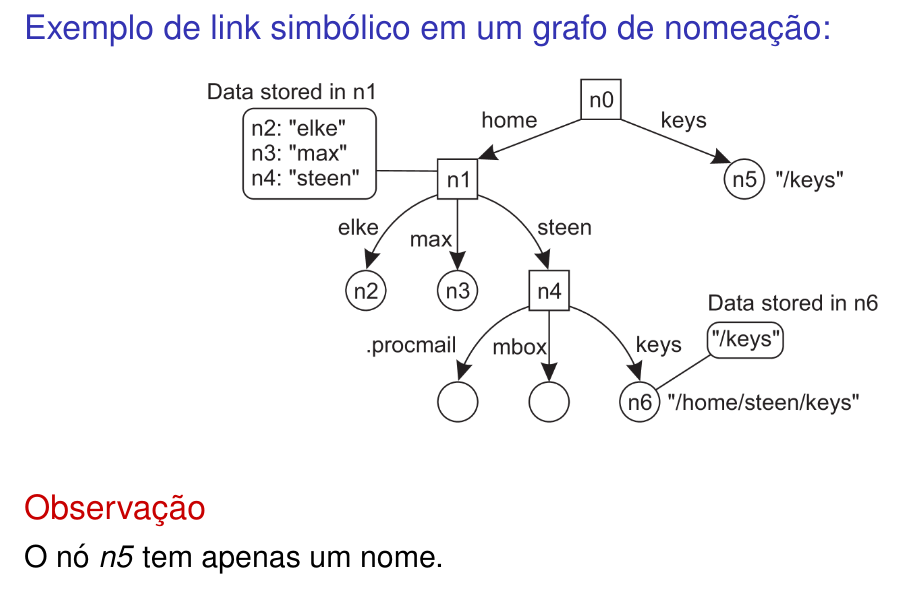 Exemplo de link simbólico em um grafo de nomeação:
Data stored in n1
n0
n2: "elke"
n3: "max"
n4: "steen"
home
keys
n1
n5
"/keys"
elke
max
steen
n2
n3
n4
Data stored in n6
"/keys"
.procmail
mbox
keys
n6
"/home/steen/keys"
Observação
O nó n5 tem apenas um nome.